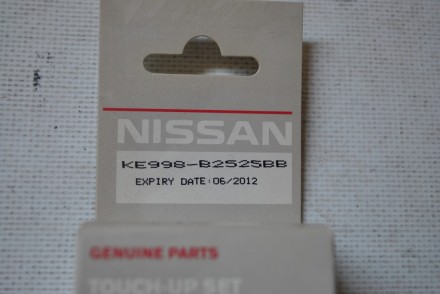 NISSAN
KE998-B2525BB
EXPIRY DATE:06/2012
GENUINE PARTS
TOUCH-UP SET